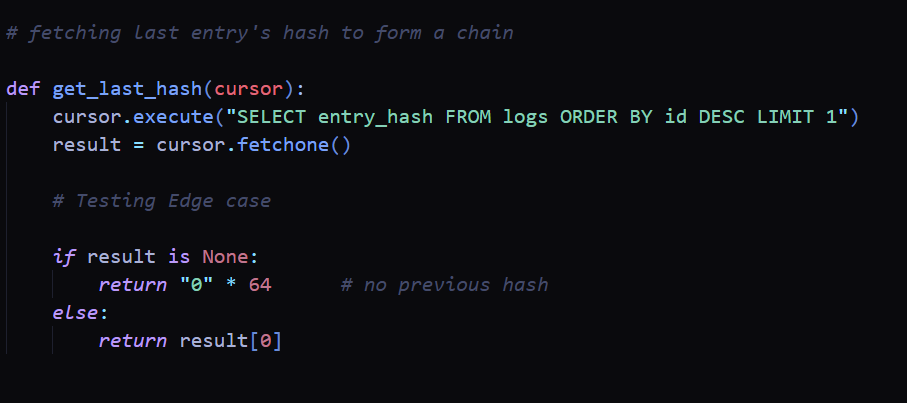 # fetching last entry's hash to form a chain
def get_last_hash(cursor):
    cursor.execute("SELECT entry_hash FROM logs ORDER BY id DESC LIMIT 1")
    result = cursor.fetchone()
    # Testing Edge case
    if result is None:
        return "0" * 64      # no previous hash
    else:
        return result[0]